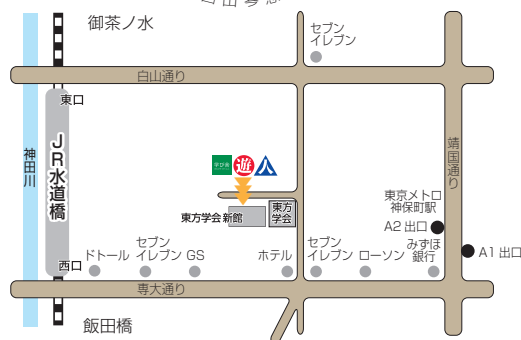 御茶ノ水
セブン
イレブン
白山通り
東口
JR水道橋
神田川
靖国通り
学び舎
遊
東方
学会
東方学会新館
東京メトロ
神保町駅
A2 出口
みずほ
銀行
A1 出口
西口
ドトール
セブン
イレブン
GS
ホテル
セブン
イレブン
ローソン
専大通り
飯田橋